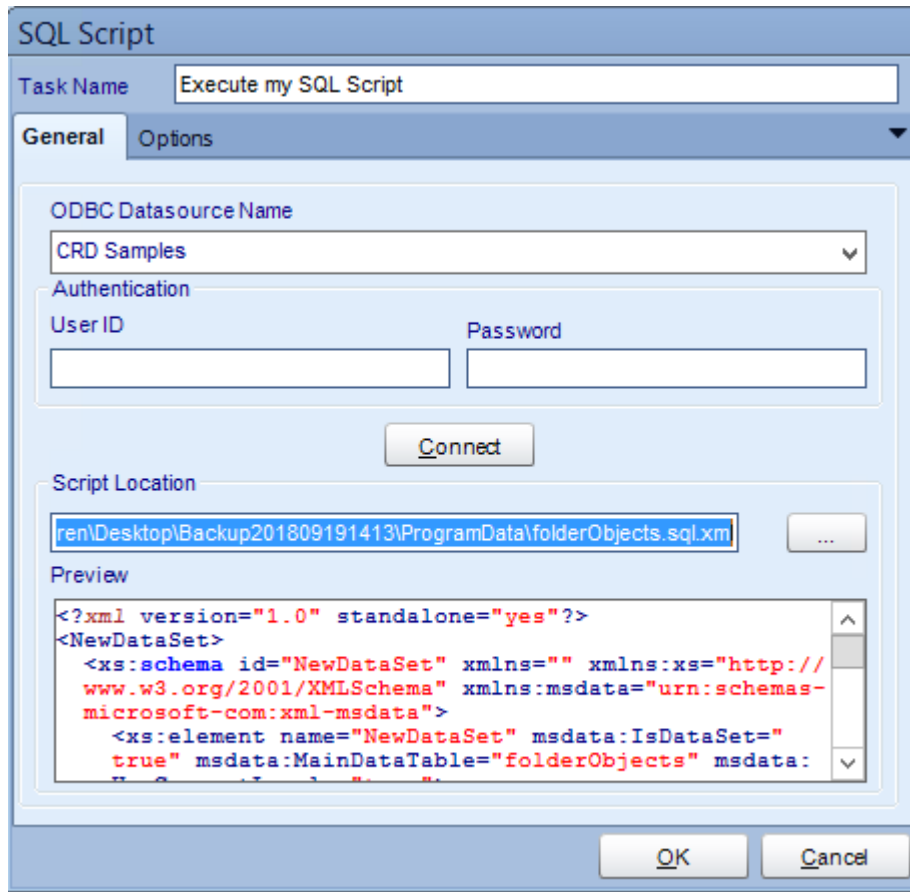 SQL Script
Task Name
Execute my SQL Script
General
Options
ODBC Datasource Name
CRD Samples
Authentication
User ID
Password
Connect
Script Location
ren\Desktop\Backup201809191413\ProgramData\folderObjects.sql.xm
...
Preview
<?xml version="1.0" standalone="yes"?>
<NewDataSet>
<xs:schema id="NewDataSet" xmlns="" xmlns:xs="http://
www.w3.org/2001/XMLSchema" xmlns:msdata="urn:schemas-
microsoft-com:xml-msdata">
<xs:element name="NewDataSet" msdata:IsDataSet="
true" msdata:MainDataTable="folderObjects" msdata:
OK
Cancel